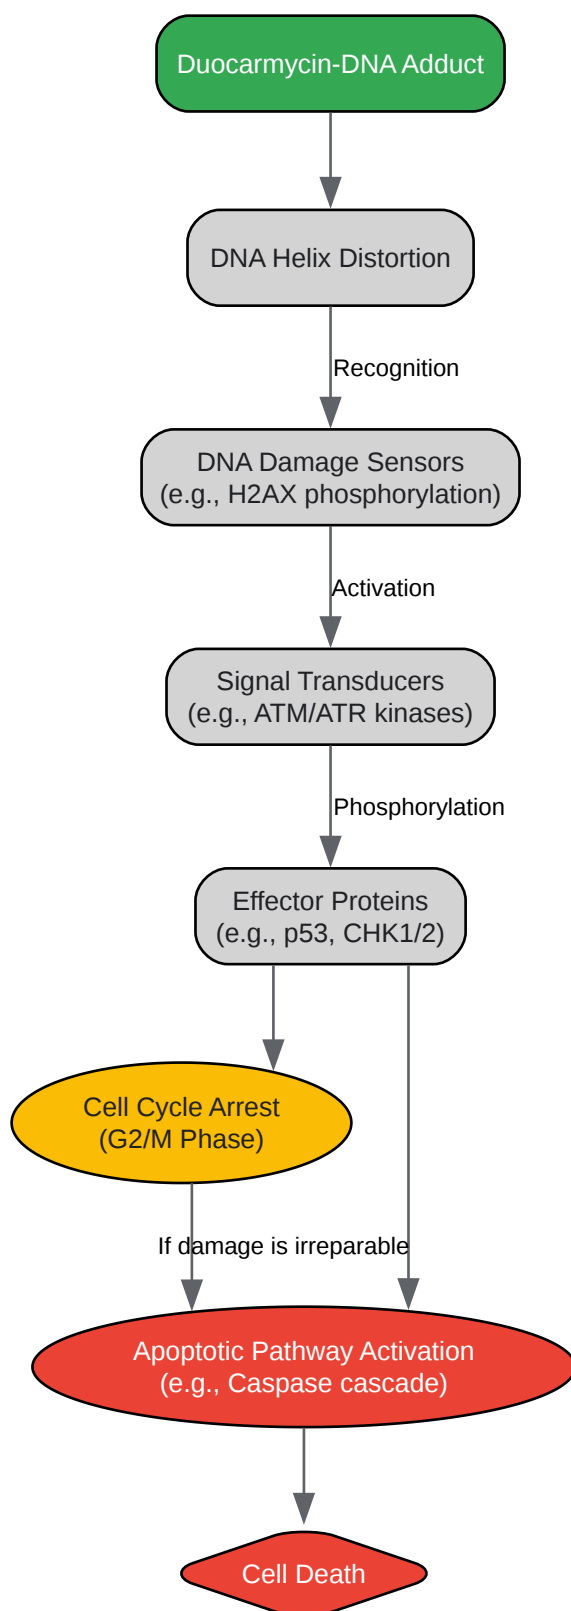 Duocarmycin-DNA Adduct
DNA Helix Distortion
Recognition
DNA Damage Sensors
(e.g., H2AX phosphorylation)
Activation
Signal Transducers
(e.g., ATM/ATR kinases)
Phosphorylation
Effector Proteins
(e.g., p53, CHK1/2)
Cell Cycle Arrest
(G2/M Phase)
If damage is irreparable
Apoptotic Pathway Activation
(e.g., Caspase cascade)
Cell Death